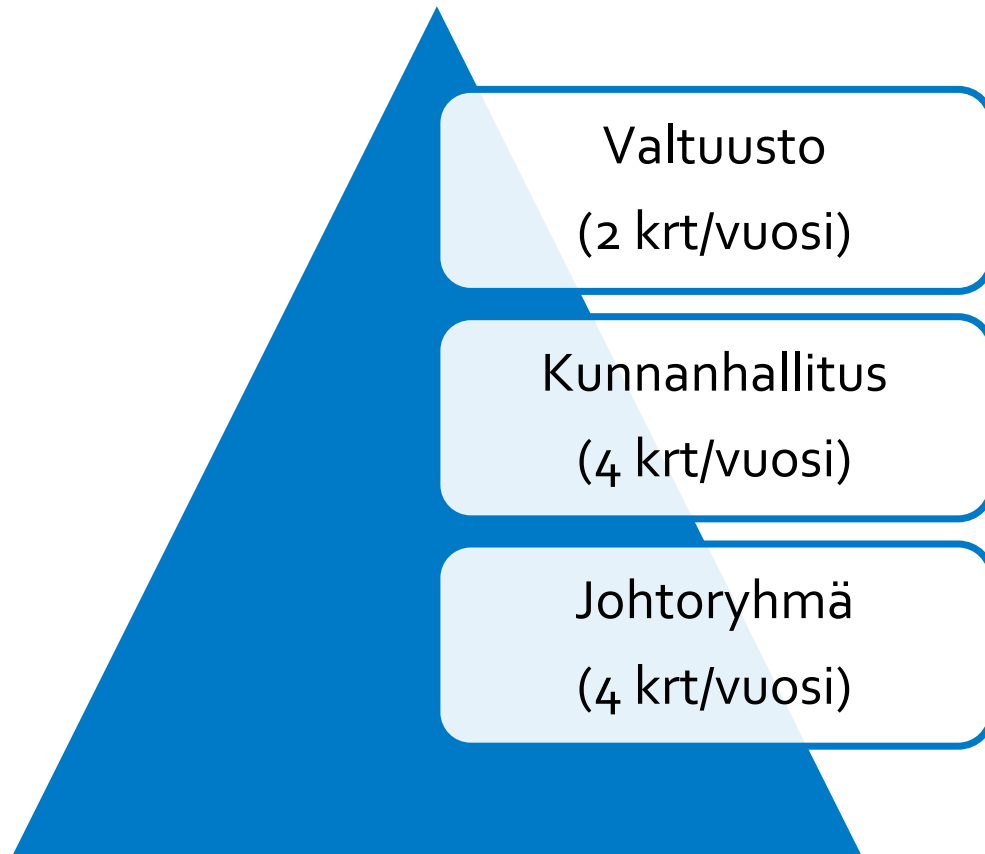 Valtuusto
(2 krt/vuosi)
Kunnanhallitus
(4 krt/vuosi)
Johtoryhmä
(4 krt/vuosi)